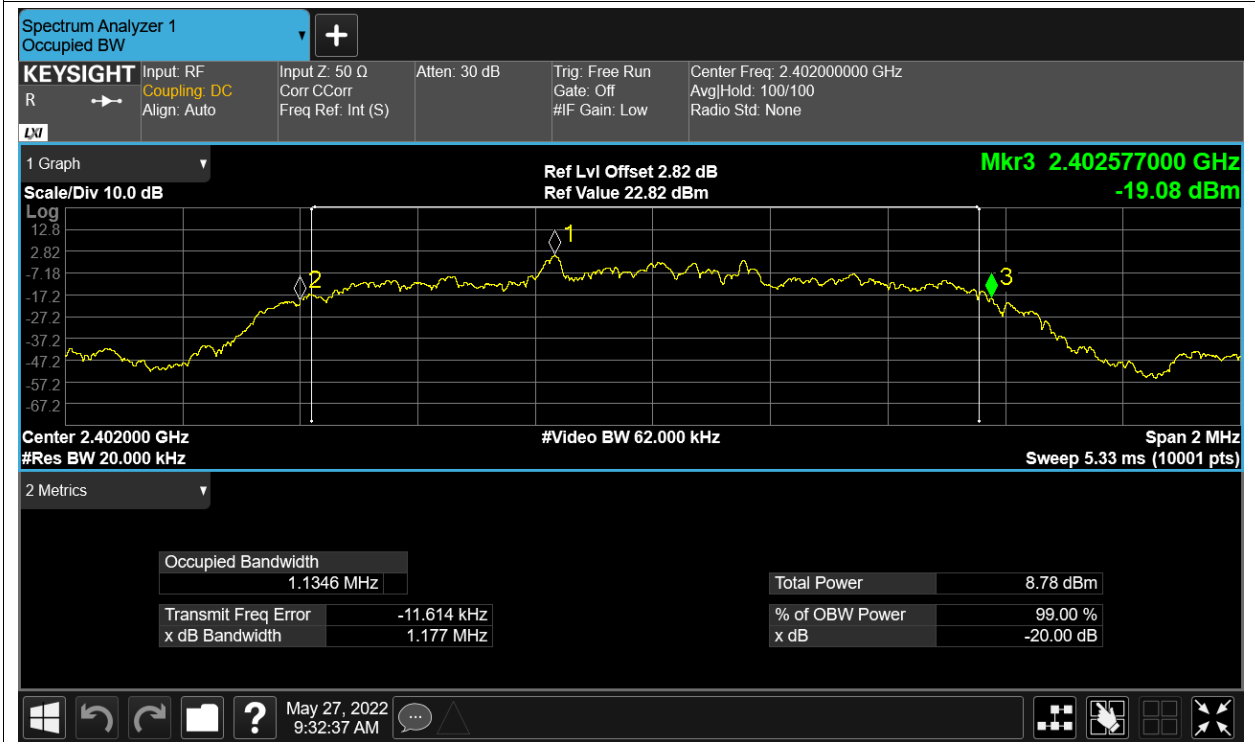 Spectrum Analyzer 1
Occupied BW
KEYSIGHT
R
LXI
Input: RF
Coupling: DC
Align: Auto
Input Z: 50 Ω
Corr CCorr
Freq Ref: Int (S)
Atten: 30 dB
Trig: Free Run
Gate: Off
#IF Gain: Low
Center Freq: 2.402000000 GHz
Avg|Hold: 100/100
Radio Std: None
1 Graph
Scale/Div 10.0 dB
Ref Lvl Offset 2.82 dB
Ref Value 22.82 dBm
Mkr3 2.402577000 GHz
-19.08 dBm
Log
12.8
2.82
-7.18
-17.2
-27.2
-37.2
-47.2
-57.2
-67.2
1
2
3
Center 2.402000 GHz
#Video BW 62.000 kHz
Span 2 MHz
#Res BW 20.000 kHz
Sweep 5.33 ms (10001 pts)
2 Metrics
Occupied Bandwidth
1.1346 MHz
Total Power 8.78 dBm
Transmit Freq Error -11.614 kHz
% of OBW Power 99.00 %
x dB Bandwidth 1.177 MHz
x dB -20.00 dB
?
May 27, 2022
9:32:37 AM